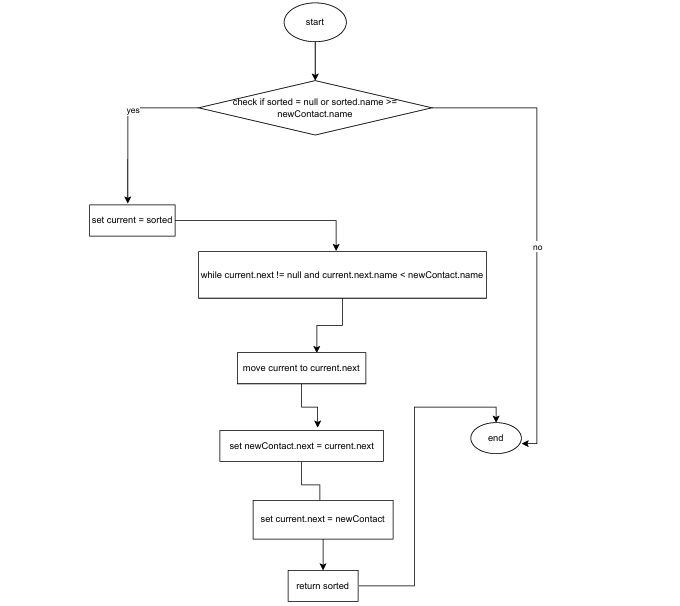 start
check if sorted = null or sorted.name >=
newContact.name
yes
set current = sorted
no
while current.next != null and current.next.name < newContact.name
move current to current.next
end
set newContact.next = current.next
set current.next = newContact
return sorted